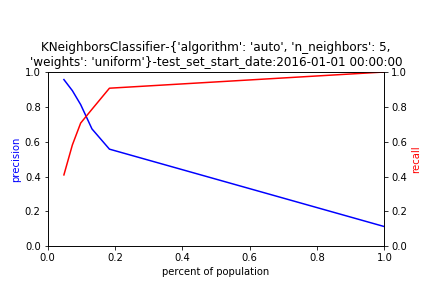 KNeighborsClassifier-{'algorithm': 'auto', 'n_neighbors': 5,
'weights': 'uniform'}-test_set_start_date:2016-01-01 00:00:00
1.0
0.8
0.6
0.4
0.2
0.0
precision
1.0
0.8
0.6
0.4
0.2
0.0
recall
0.0 0.2 0.4 0.6 0.8 1.0
percent of population